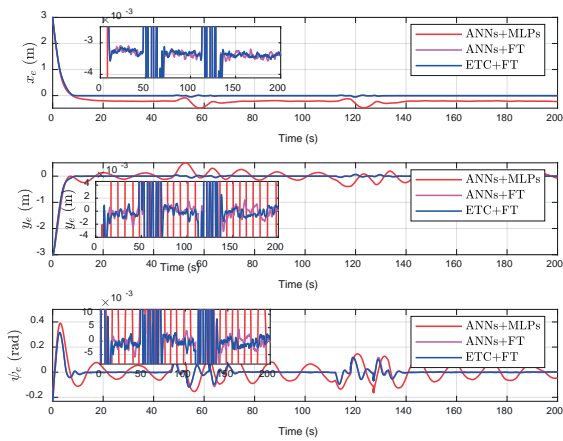 × 10 -3
3
2
1
0
x_e (m)
-3
-4
0 50 100 150 200
ANNs+MLPs
ANNs+FT
ETC+FT
0 20 40 60 80 100 120 140 160 180 200
Time (s)
× 10 -3
0
-1
-2
-3
y_e (m)
4
2
0
-2
-4
y_e (m)
0 50 100 150 200
Time (s)
ANNs+MLPs
ANNs+FT
ETC+FT
0 20 40 60 80 100 120 140 160 180 200
Time (s)
× 10 -3
0.4
0.2
0
-0.2
ψ_e (rad)
10
5
0
-5
0 50 100 150 200
ANNs+MLPs
ANNs+FT
ETC+FT
0 20 40 60 80 100 120 140 160 180 200
Time (s)